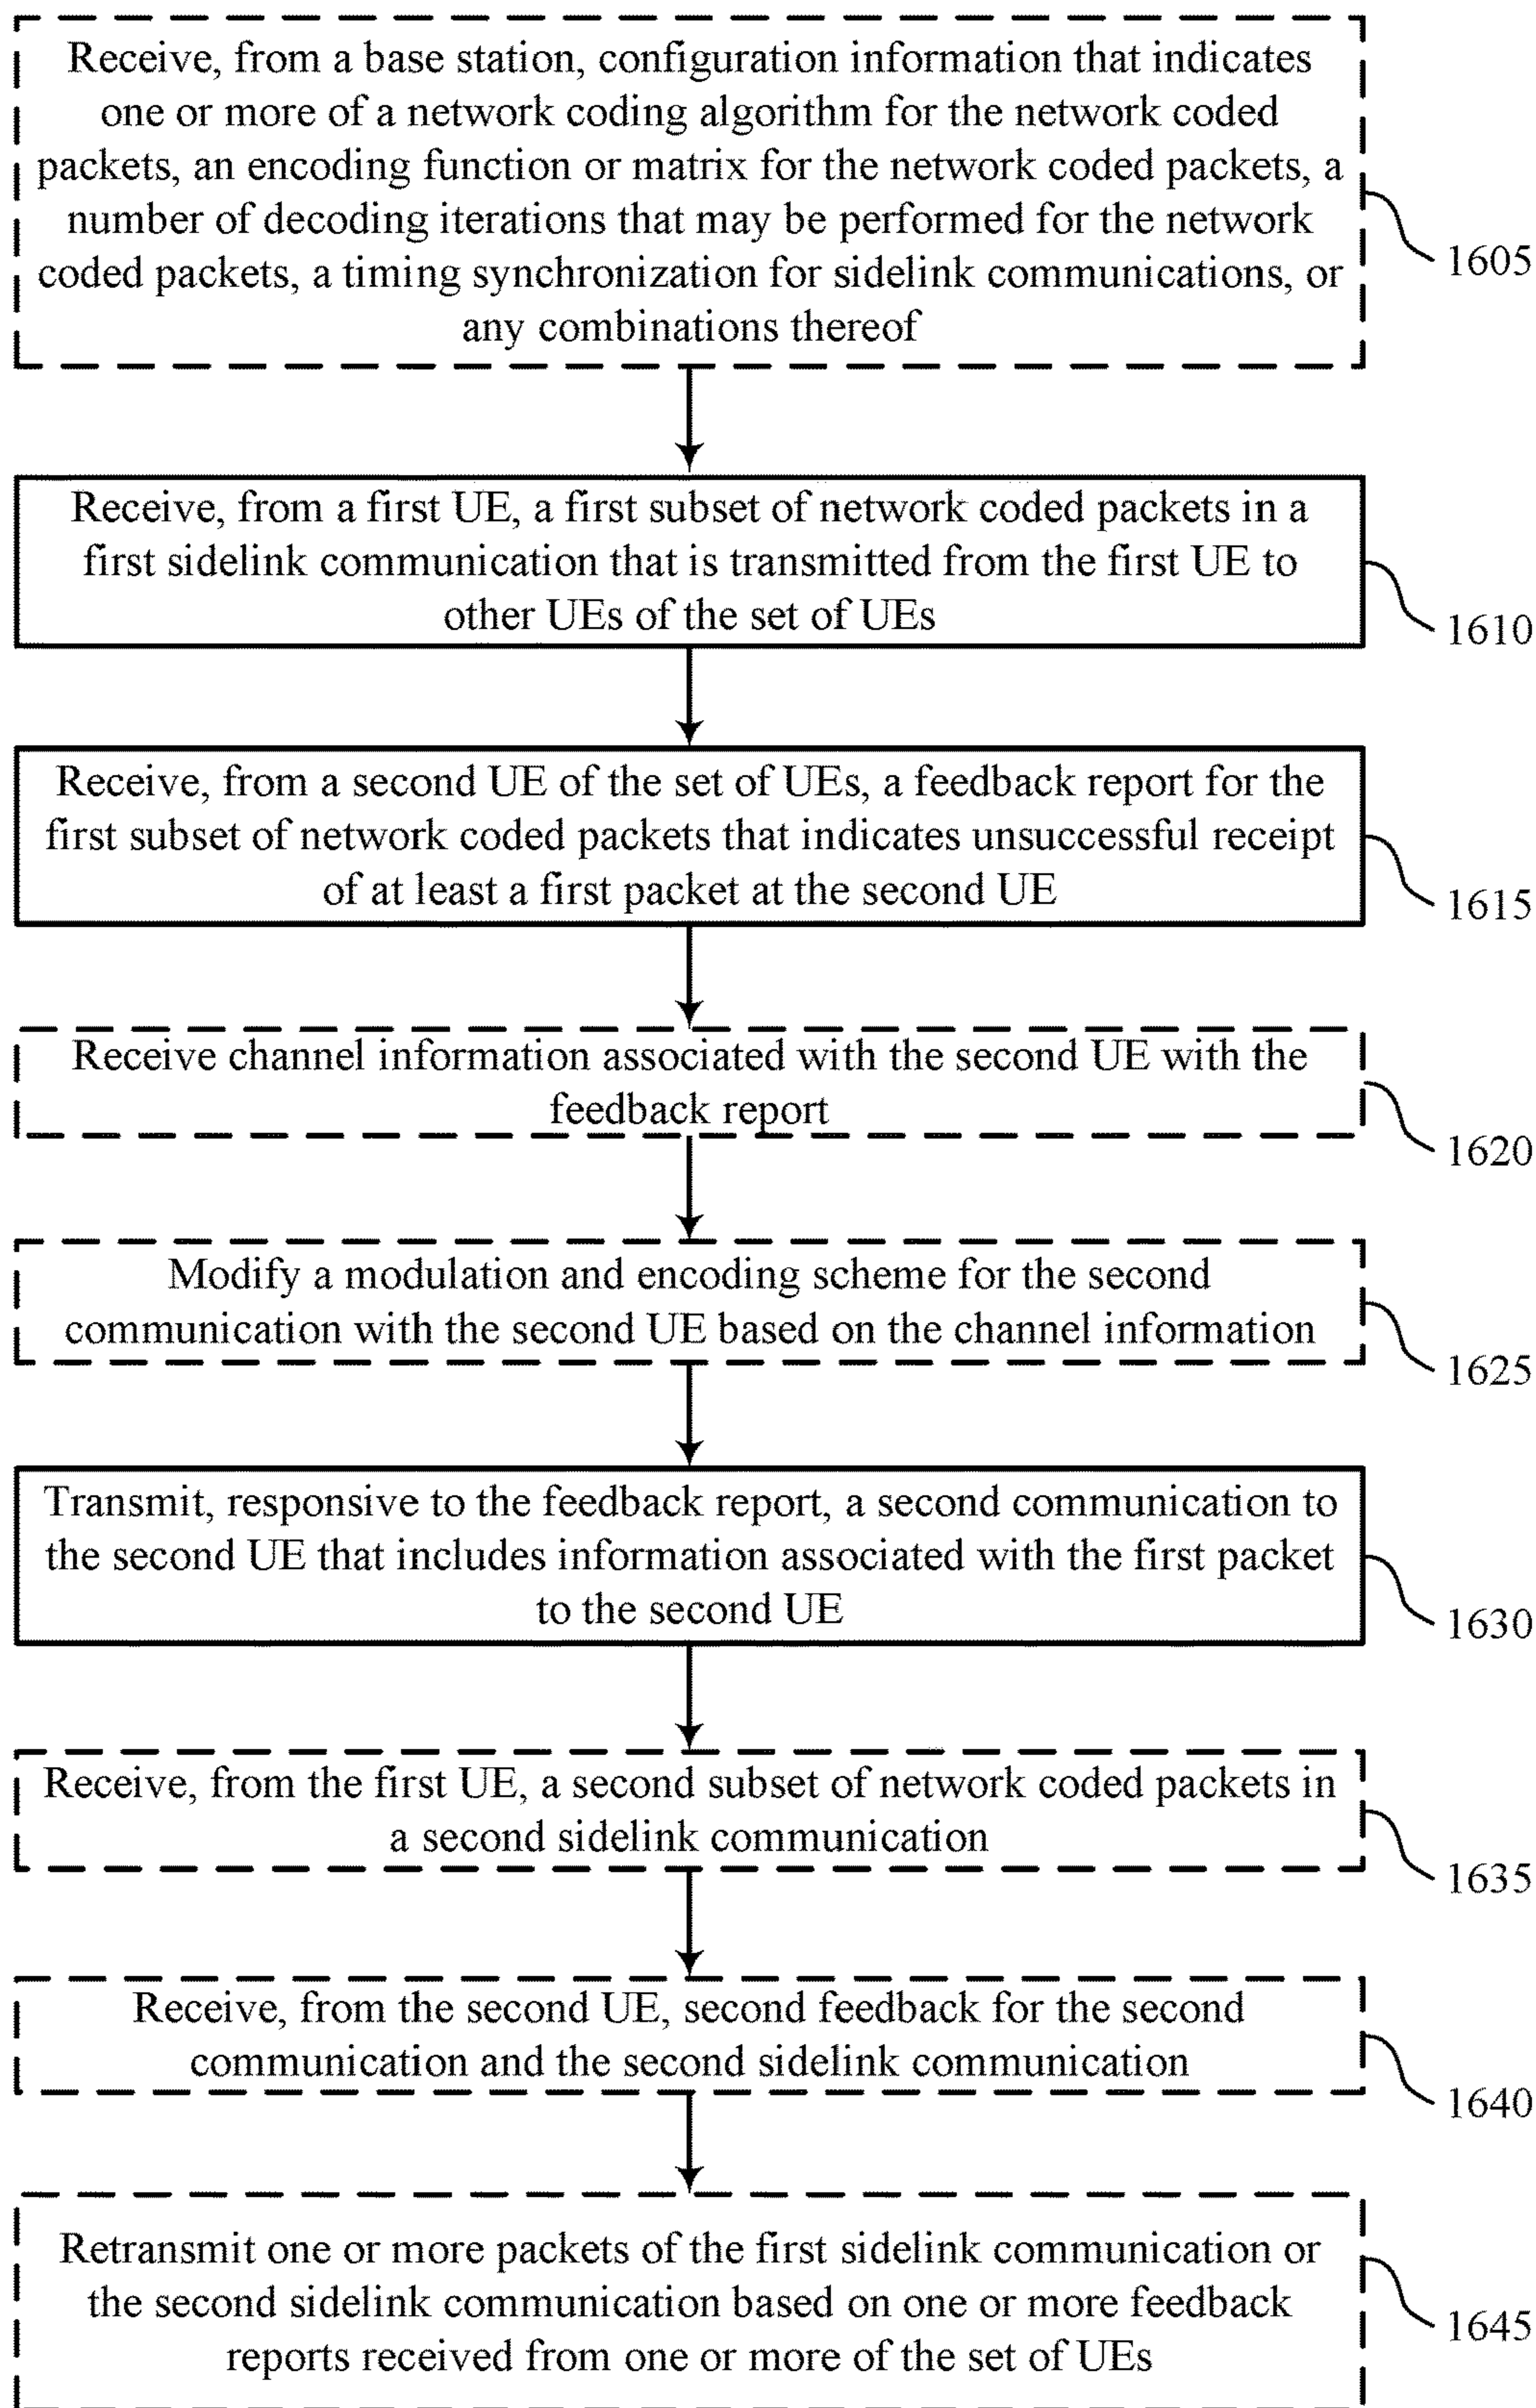 Receive, from a base station, configuration information that indicates
one or more of a network coding algorithm for the network coded
packets, an encoding function or matrix for the network coded packets, a
number of decoding iterations that may be performed for the network
coded packets, a timing synchronization for sidelink communications, or
any combinations thereof
1605
Receive, from a first UE, a first subset of network coded packets in a
first sidelink communication that is transmitted from the first UE to
other UEs of the set of UEs
1610
Receive, from a second UE of the set of UEs, a feedback report for the
first subset of network coded packets that indicates unsuccessful receipt
of at least a first packet at the second UE
1615
Receive channel information associated with the second UE with the
feedback report
1620
Modify a modulation and encoding scheme for the second
communication with the second UE based on the channel information
1625
Transmit, responsive to the feedback report, a second communication to
the second UE that includes information associated with the first packet
to the second UE
1630
Receive, from the first UE, a second subset of network coded packets in
a second sidelink communication
1635
Receive, from the second UE, second feedback for the second
communication and the second sidelink communication
1640
Retransmit one or more packets of the first sidelink communication or
the second sidelink communication based on one or more feedback
reports received from one or more of the set of UEs
1645